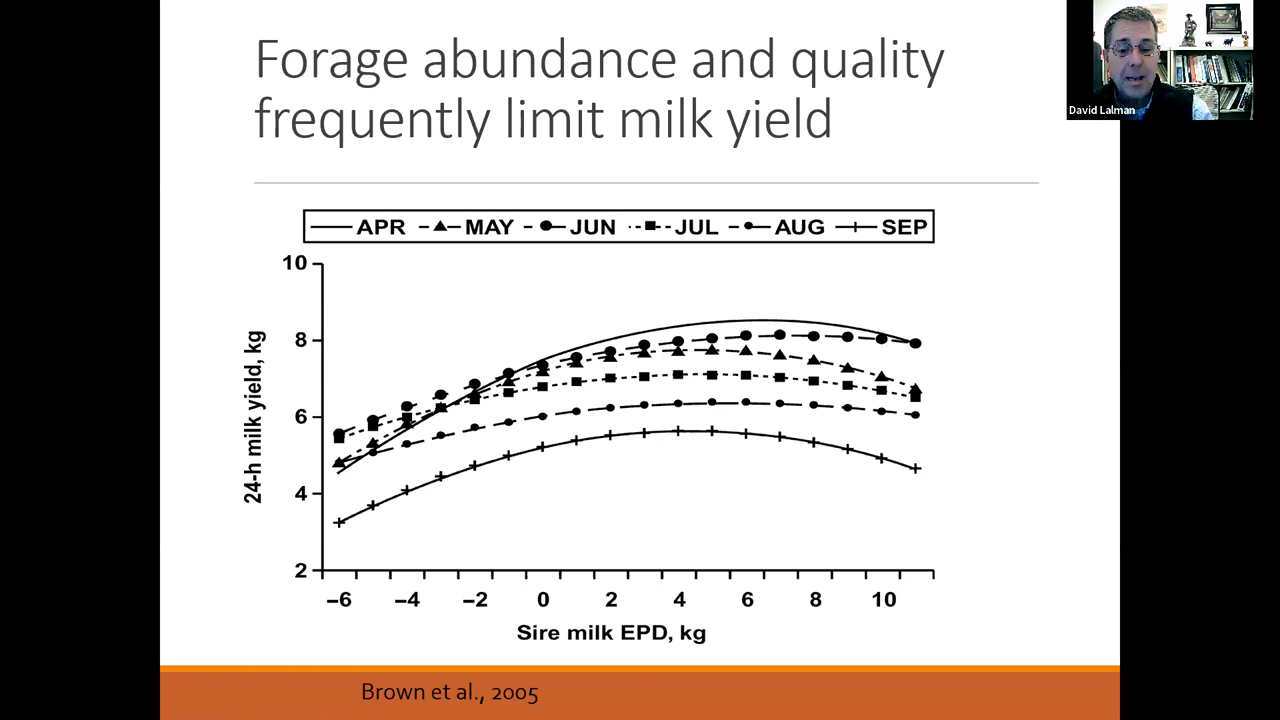 Forage abundance and quality
frequently limit milk yield
David Lalman
APR MAY JUN JUL AUG SEP
10
8
6
4
2
24-h milk yield, kg
–6 –4 –2 0 2 4 6 8 10
Sire milk EPD, kg
Brown et al., 2005